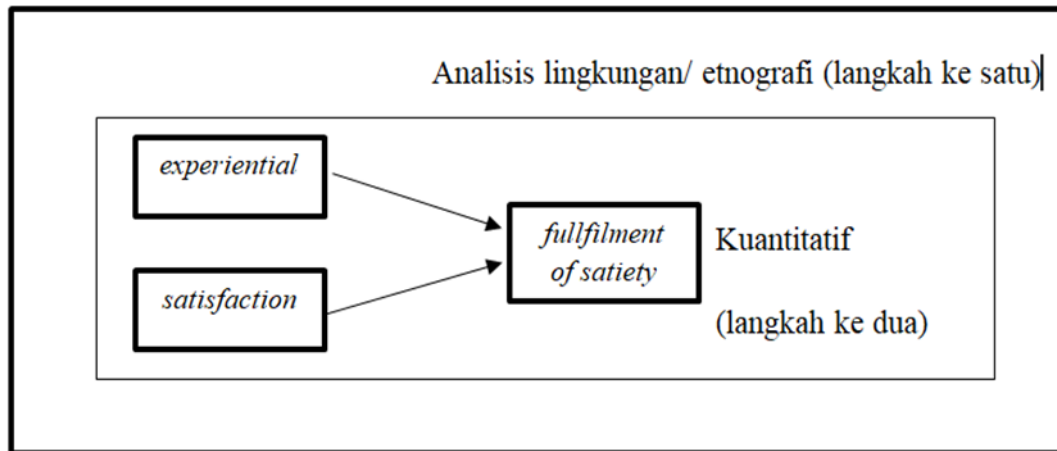 Analisis lingkungan/ etnografi (langkah ke satu)
experiential
satisfaction
fullfilment
of satiety
Kuantitatif
(langkah ke dua)